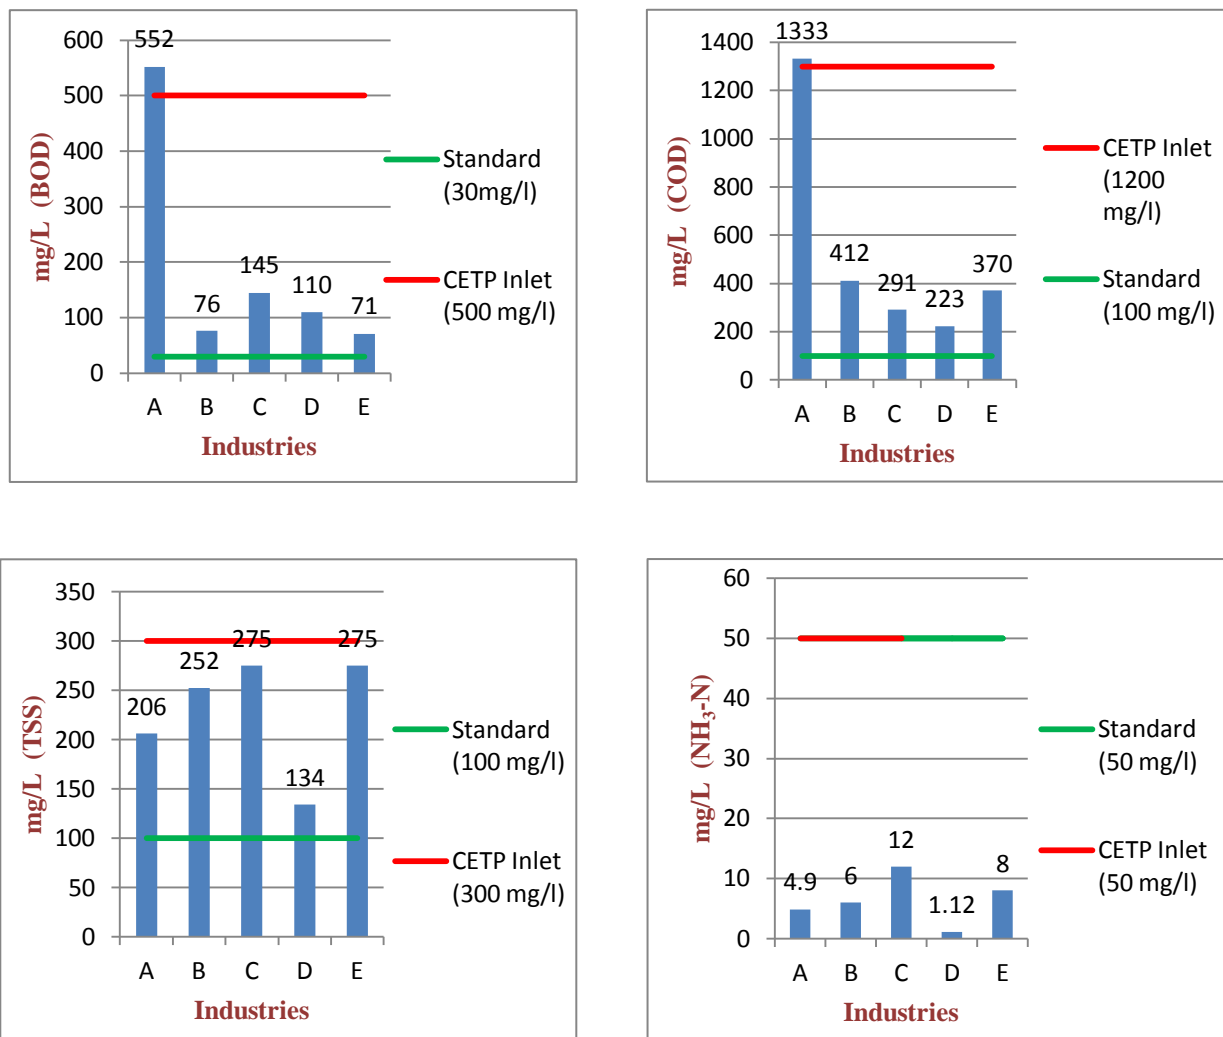 600
500
400
300
200
100
0
mg/L (BOD)
552
76
145
110
71
A B C D E
Industries
Standard
(30mg/l)
CETP Inlet
(500 mg/l)
1400
1200
1000
800
600
400
200
0
mg/L (COD)
1333
412
291
223
370
A B C D E
Industries
CETP Inlet
(1200
mg/l)
Standard
(100 mg/l)
350
300
250
200
150
100
50
0
mg/L (TSS)
206
252
275
134
275
A B C D E
Industries
Standard
(100 mg/l)
CETP Inlet
(300 mg/l)
60
50
40
30
20
10
0
mg/L (NH₃-N)
4.9
6
12
1.12
8
A B C D E
Industries
Standard
(50 mg/l)
CETP Inlet
(50 mg/l)